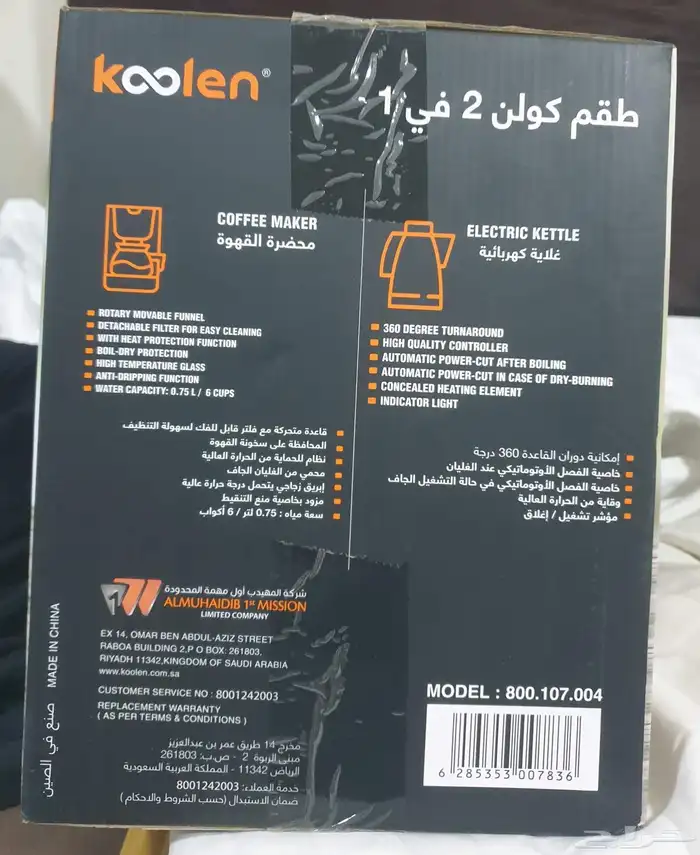 koolen®
طقم كولن 2 في 1
COFFEE MAKER
محضرة القهوة
ROTARY MOVABLE FUNNEL
DETACHABLE FILTER FOR EASY CLEANING
WITH HEAT PROTECTION FUNCTION
BOIL-DRY PROTECTION
HIGH TEMPERATURE GLASS
ANTI-DRIPPING FUNCTION
WATER CAPACITY: 0.75 L / 6 CUPS
قاعدة متحركة مع فلتر قابل للفك لسهولة التنظيف
المحافظة على سخونة القهوة
نظام للحماية من الحرارة العالية
محمي من الغليان الجاف
إبريق زجاجي يتحمل درجة حرارة عالية
مزود بخاصية منع التنقيط
سعة مياه : 0.75 لتر / 6 أكواب
ELECTRIC KETTLE
غلاية كهربائية
360 DEGREE TURNAROUND
HIGH QUALITY CONTROLLER
AUTOMATIC POWER-CUT AFTER BOILING
AUTOMATIC POWER-CUT IN CASE OF DRY-BURNING
CONCEALED HEATING ELEMENT
INDICATOR LIGHT
إمكانية دوران القاعدة 360 درجة
خاصية الفصل الأوتوماتيكي عند الغليان
خاصية الفصل الأوتوماتيكي في حالة التشغيل الجاف
وقاية من الحرارة العالية
مؤشر تشغيل / إغلاق
شركة المهيدب أول مهمة المحدودة
ALMUHAIDIB 1st MISSION
LIMITED COMPANY
EX 14, OMAR BEN ABDUL-AZIZ STREET
RABOA BUILDING 2,P O BOX: 261803,
RIYADH 11342,KINGDOM OF SAUDI ARABIA
www.koolen.com.sa
CUSTOMER SERVICE NO : 8001242003
REPLACEMENT WARRANTY
( AS PER TERMS & CONDITIONS )
مخرج 14 طريق عمر بن عبدالعزيز
مبنى الربوة 2 - ص.ب: 261803
الرياض 11342 - المملكة العربية السعودية
خدمة العملاء: 8001242003
ضمان الاستبدال (حسب الشروط والاحكام )
MADE IN CHINA
صنع في الصين
MODEL : 800.107.004
6 285353 007836
حراج